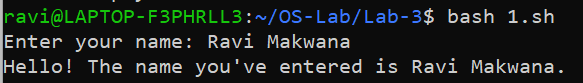 ravi@LAPTOP-F3PHRLL3:~/OS-Lab/Lab-3$ bash 1.sh
Enter your name: Ravi Makwana
Hello! The name you've entered is Ravi Makwana.